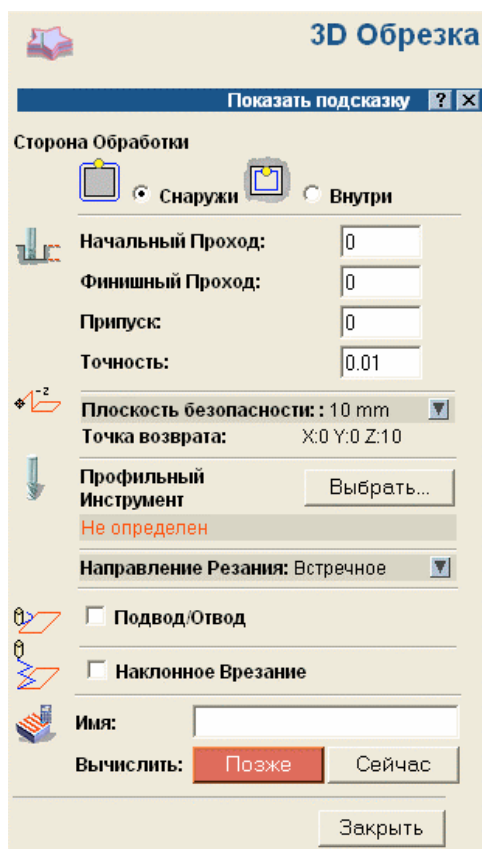 3D Обрезка
Показать подсказку ? ×
Сторона Обработки
Снаружи Внутри
Начальный Проход: 0
Финишный Проход: 0
Припуск: 0
Точность: 0.01
-z
Плоскость безопасности: : 10 mm
Точка возврата: X:0 Y:0 Z:10
Профильный
Инструмент
Выбрать...
Не определен
Направление Резания: Встречное
Подвод/Отвод
Наклонное Врезание
Имя:
Вычислить: Позже Сейчас
Закрыть